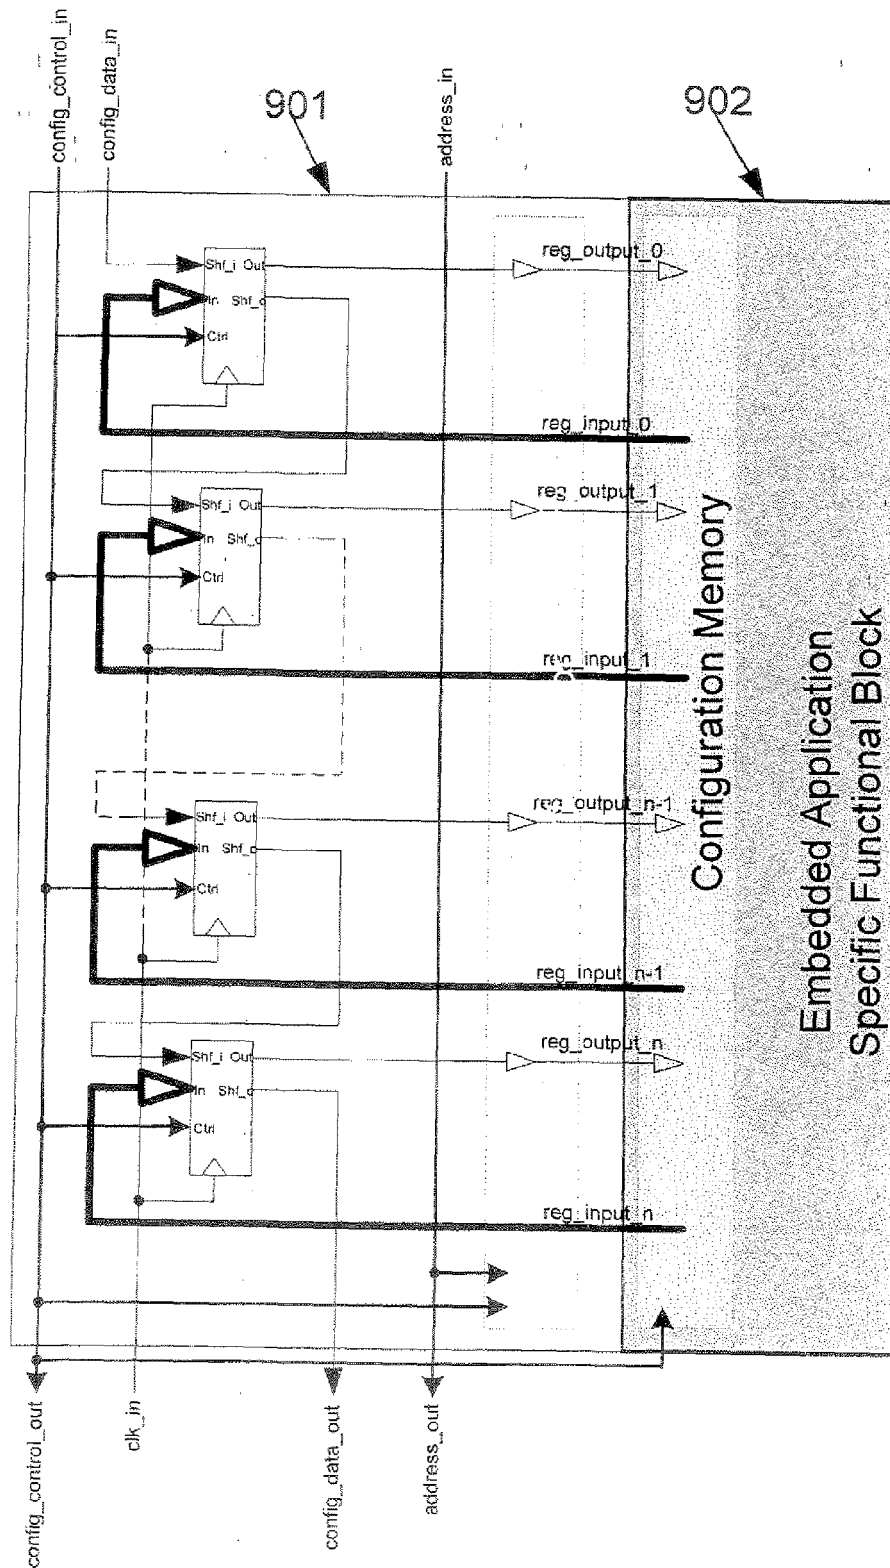 config_control_in
config_data_in
901
address_in
902
Shf_i Out
In Shf_o
Ctrl
reg_output_0
reg_input_0
Shf_i Out
In Shf_o
Ctrl
reg_output_1
reg_input_1
Shf_i Out
In Shf_o
Ctrl
reg_output_n-1
reg_input_n-1
Shf_i Out
In Shf_o
Ctrl
reg_output_n
reg_input_n
Configuration Memory
Embedded Application
Specific Functional Block
config_control_out
clk_in
config_data_out
address_out